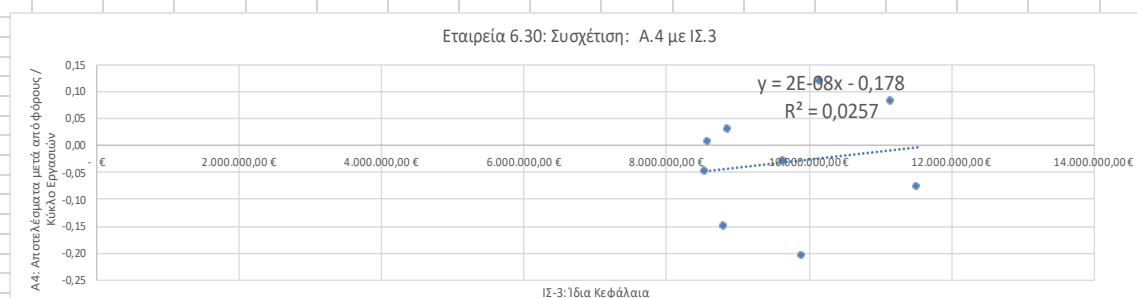 Εταιρεία 6.30: Συσχέτιση: Α.4 με ΙΣ.3
0,15
0,10
0,05
0,00
-0,05
-0,10
-0,15
-0,20
-0,25
y = 2E-08x - 0,178
R² = 0,0257
- € 2.000.000,00 € 4.000.000,00 € 6.000.000,00 € 8.000.000,00 € 10.000.000,00 € 12.000.000,00 € 14.000.000,00 €
Α4: Αποτελέσματα μετά από φόρους /
Κύκλο Εργασιών
ΙΣ-3: Ίδια Κεφάλαια